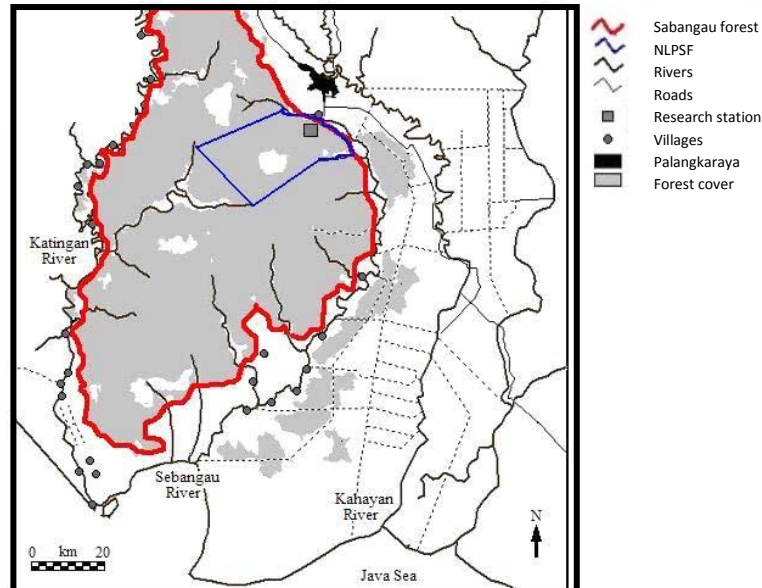 Sabangau forest
NLPSF
Rivers
Roads
Research station
Villages
Palangkaraya
Forest cover
Katingan
River
Sebangau
River
Kahayan
River
N
0 km 20
Java Sea